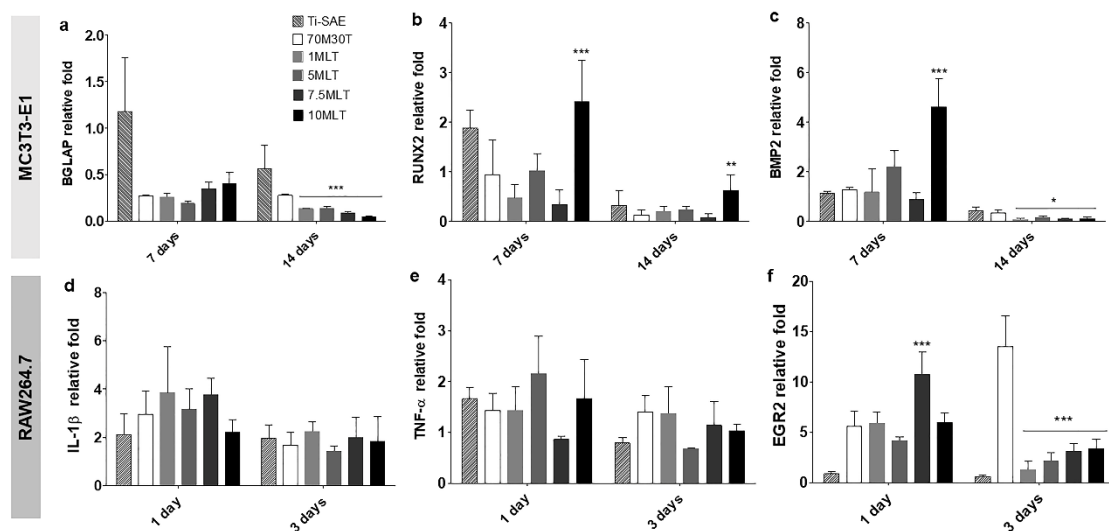 MC3T3-E1
a
BGLAP relative fold
2.0
1.5
1.0
0.5
0.0
Ti-SAE
70M30T
1MLT
5MLT
7.5MLT
10MLT
***
7 days
14 days
b
RUNX2 relative fold
4
3
2
1
0
***
**
7 days
14 days
c
BMP2 relative fold
8
6
4
2
0
***
*
7 days
14 days
RAW264.7
d
IL-1β relative fold
8
6
4
2
0
1 day
3 days
e
TNF-α relative fold
4
3
2
1
0
1 day
3 days
f
EGR2 relative fold
20
15
10
5
0
***
***
1 day
3 days